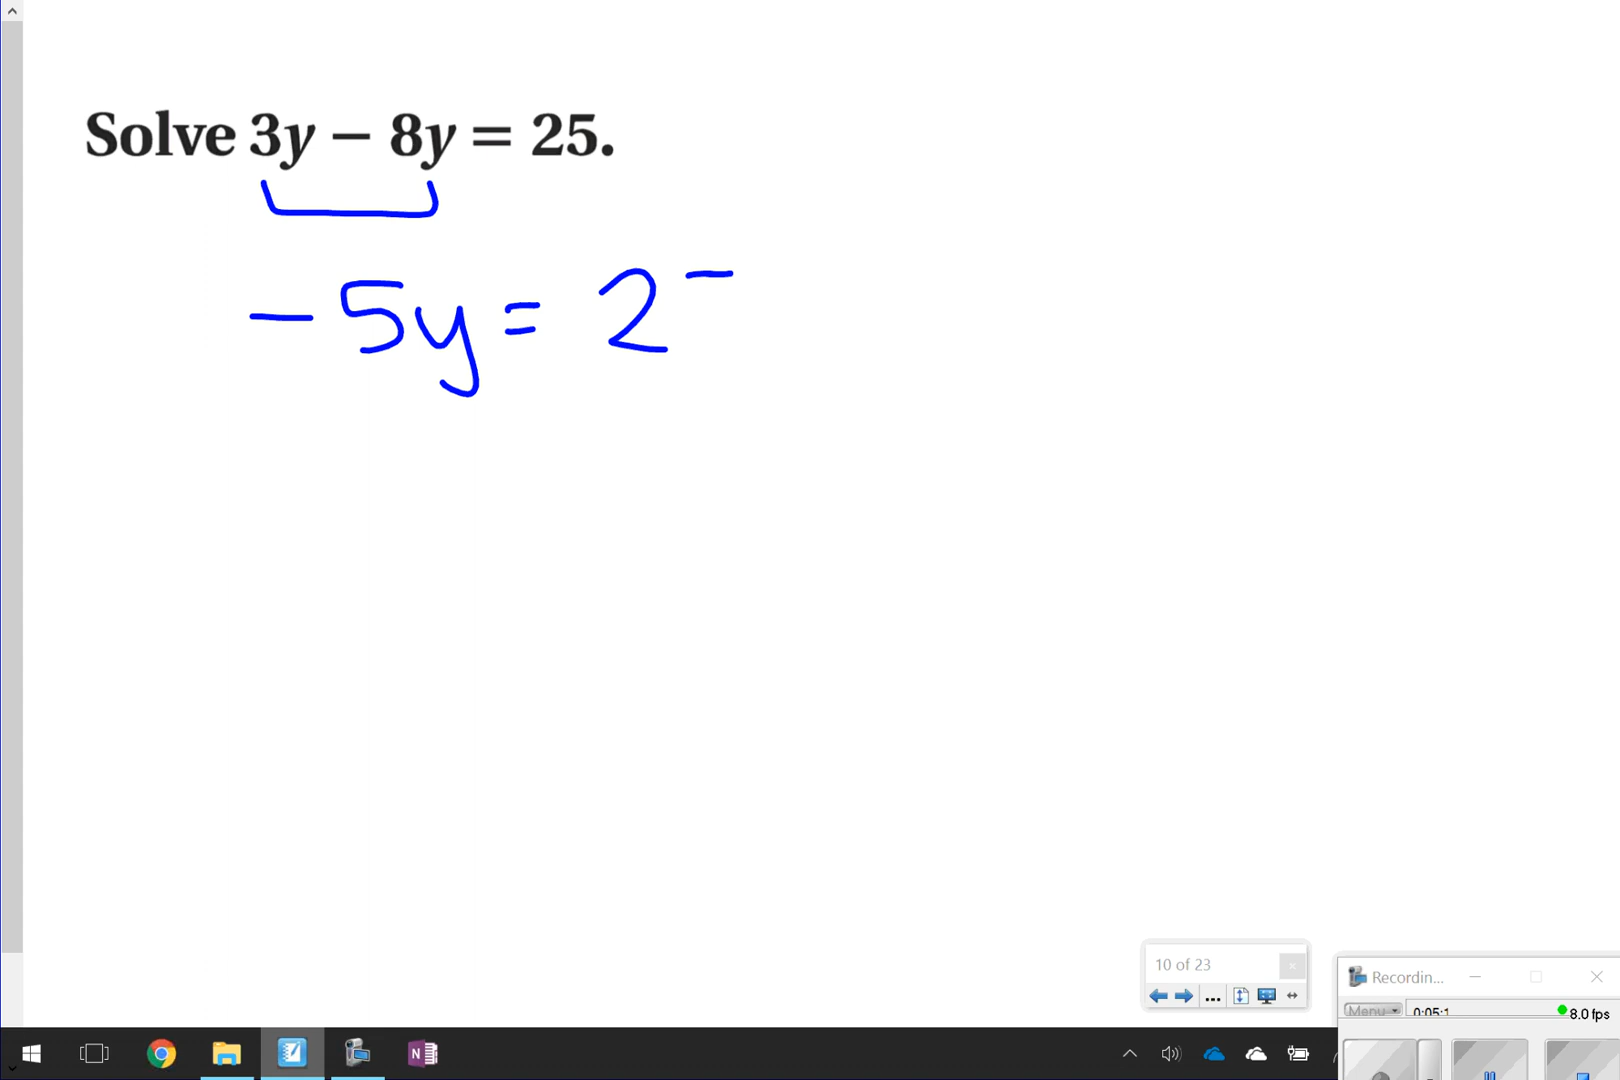 Solve 3y − 8y = 25.
−5y = 2‾
10 of 23
Recordin...
Menu
0:05:1
8.0 fps
N